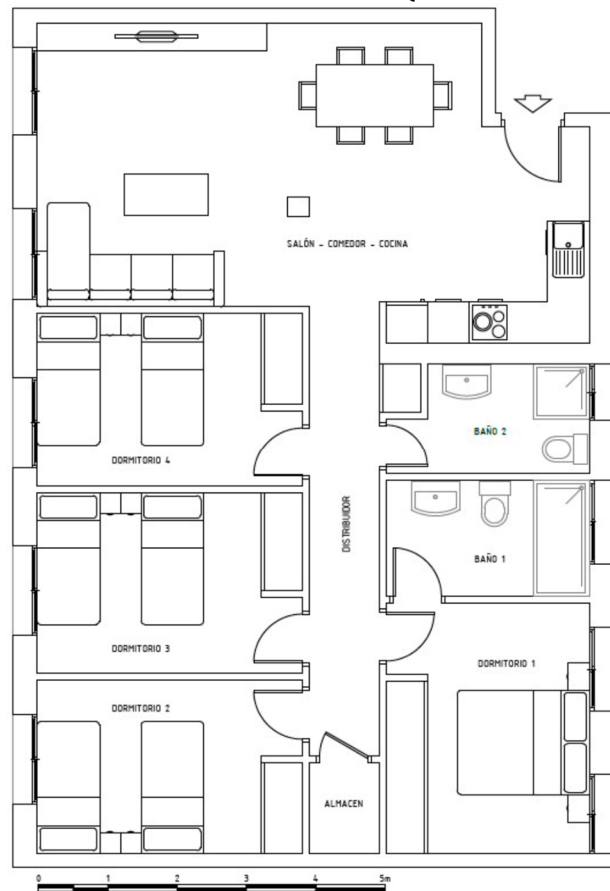 SALÓN - COMEDOR - COCINA
DORMITORIO 4
BAÑO 2
DISTRIBUIDOR
BAÑO 1
DORMITORIO 3
DORMITORIO 1
DORMITORIO 2
ALMACEN
0 1 2 3 4 5m